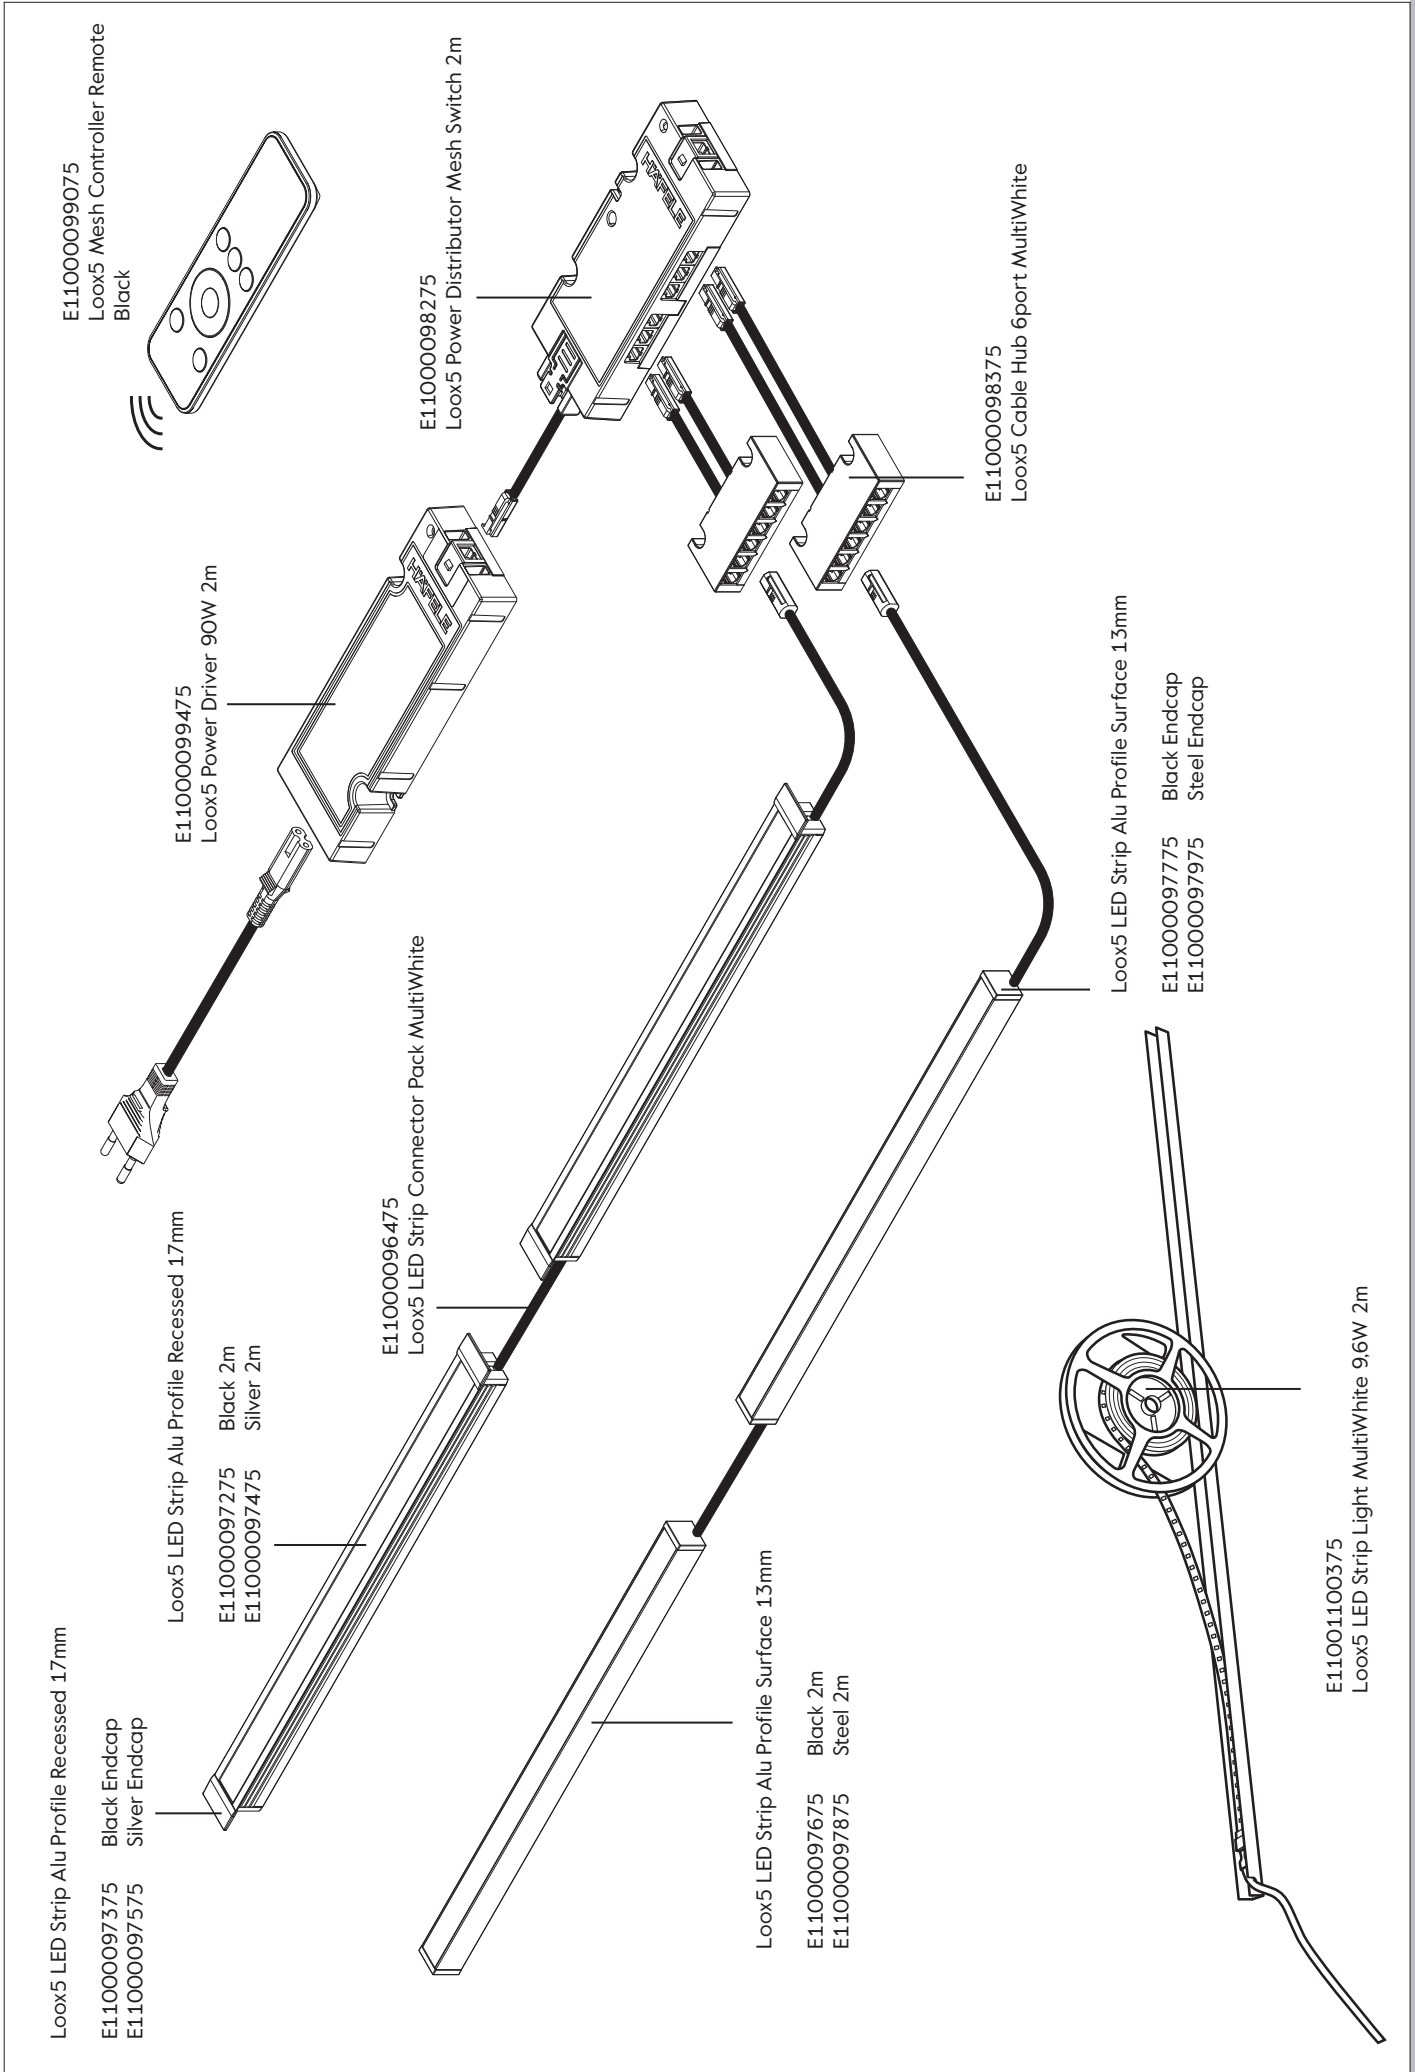 Loox5 LED Strip Alu Profile Recessed 17mm
E11000097375 Black Endcap
E11000097575 Silver Endcap
Loox5 LED Strip Alu Profile Recessed 17mm
E11000097275 Black 2m
E11000097475 Silver 2m
E11000099475
Loox5 Power Driver 90W 2m
E11000099075
Loox5 Mesh Controller Remote
Black
E11000096475
Loox5 LED Strip Connector Pack MultiWhite
HÄFELE
E11000098275
Loox5 Power Distributor Mesh Switch 2m
HÄFELE
Loox5 LED Strip Alu Profile Surface 13mm
E11000097675 Black 2m
E11000097875 Steel 2m
E11000098375
Loox5 Cable Hub 6port MultiWhite
Loox5 LED Strip Alu Profile Surface 13mm
E11000097775 Black Endcap
E11000097975 Steel Endcap
E11001100375
Loox5 LED Strip Light MultiWhite 9,6W 2m